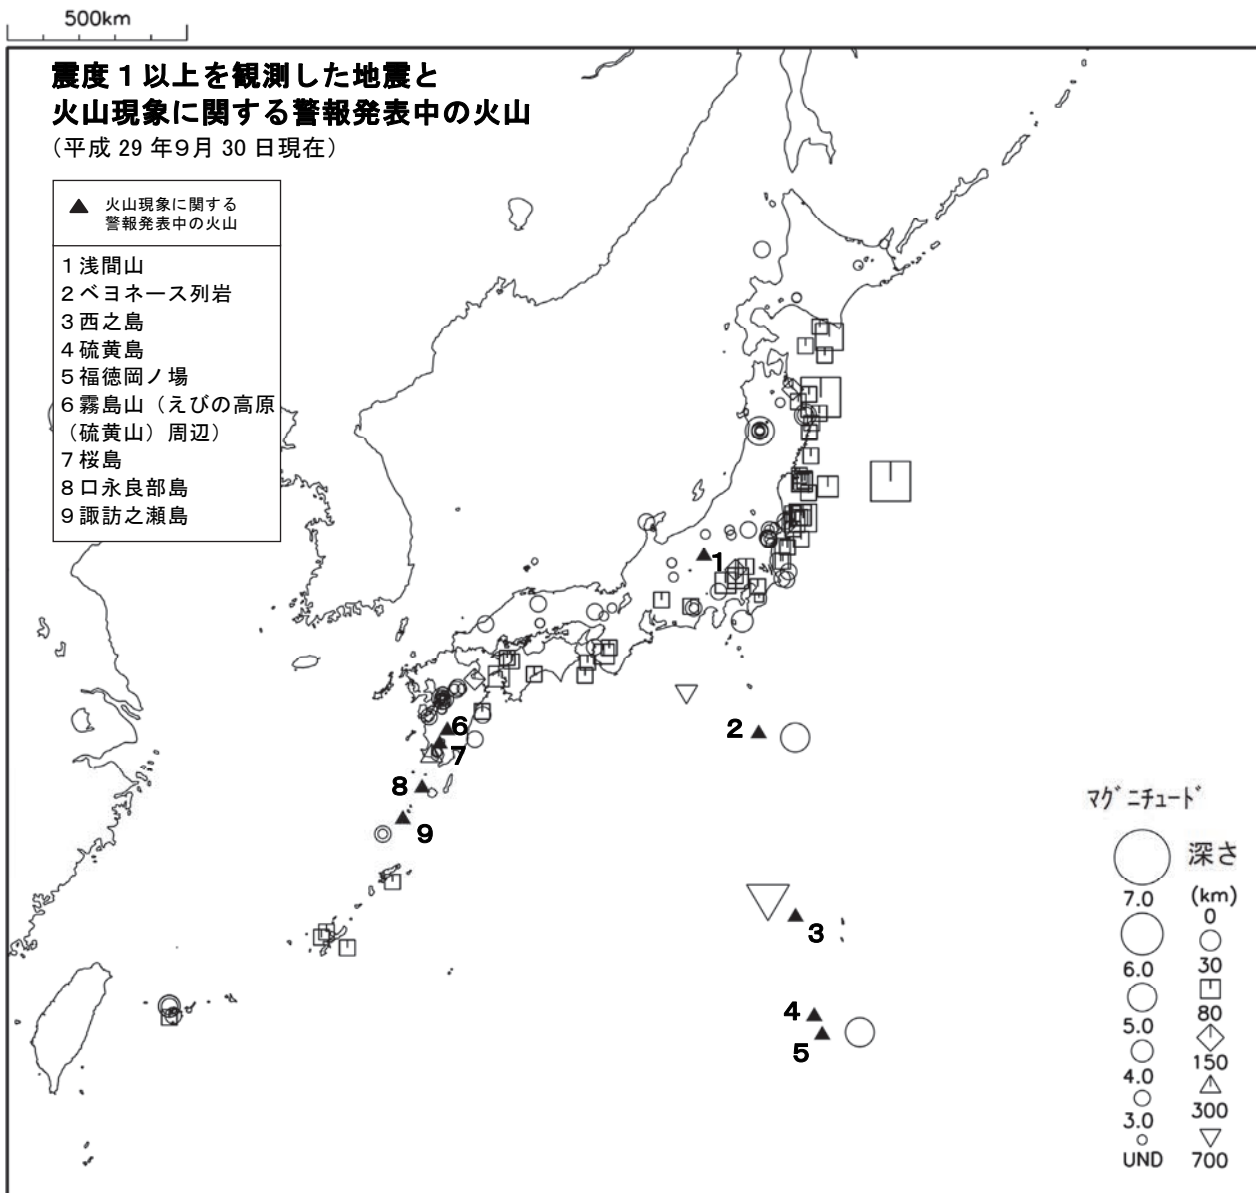 500km
震度１以上を観測した地震と
火山現象に関する警報発表中の火山
（平成 29 年９月 30 日現在）
▲ 火山現象に関する
警報発表中の火山
１浅間山
２ベヨネース列岩
３西之島
４硫黄島
５福徳岡ノ場
６霧島山（えびの高原
（硫黄山）周辺）
７桜島
８口永良部島
９諏訪之瀬島
1
6
2
7
8
9
3
4
5
マグニチュード
深さ
(km)
7.0
0
6.0
30
5.0
80
4.0
150
3.0
300
UND
700